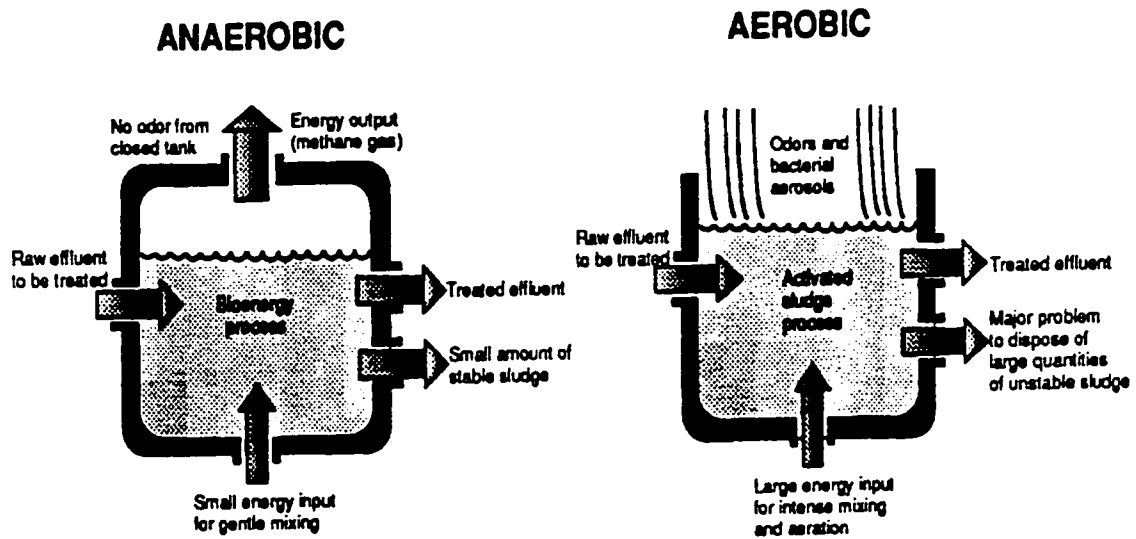 ANAEROBIC
No odor from
closed tank
Energy output
(methane gas)
Raw effluent
to be treated
Bioenergy
process
Treated effluent
Small amount of
stable sludge
Small energy input
for gentle mixing
AEROBIC
Odors and
bacterial
aerosols
Raw effluent
to be treated
Activated
sludge
process
Treated effluent
Major problem
to dispose of
large quantities
of unstable sludge
Large energy input
for intense mixing
and aeration